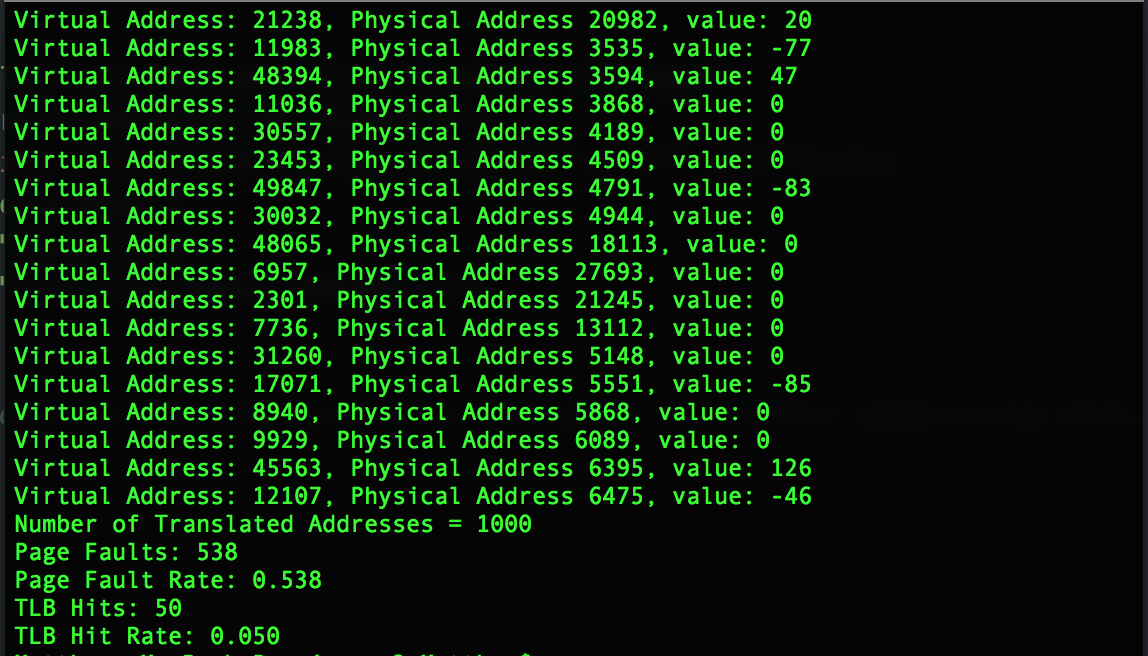 Virtual Address: 21238, Physical Address 20982, value: 20
Virtual Address: 11983, Physical Address 3535, value: -77
Virtual Address: 48394, Physical Address 3594, value: 47
Virtual Address: 11036, Physical Address 3868, value: 0
Virtual Address: 30557, Physical Address 4189, value: 0
Virtual Address: 23453, Physical Address 4509, value: 0
Virtual Address: 49847, Physical Address 4791, value: -83
Virtual Address: 30032, Physical Address 4944, value: 0
Virtual Address: 48065, Physical Address 18113, value: 0
Virtual Address: 6957, Physical Address 27693, value: 0
Virtual Address: 2301, Physical Address 21245, value: 0
Virtual Address: 7736, Physical Address 13112, value: 0
Virtual Address: 31260, Physical Address 5148, value: 0
Virtual Address: 17071, Physical Address 5551, value: -85
Virtual Address: 8940, Physical Address 5868, value: 0
Virtual Address: 9929, Physical Address 6089, value: 0
Virtual Address: 45563, Physical Address 6395, value: 126
Virtual Address: 12107, Physical Address 6475, value: -46
Number of Translated Addresses = 1000
Page Faults: 538
Page Fault Rate: 0.538
TLB Hits: 50
TLB Hit Rate: 0.050